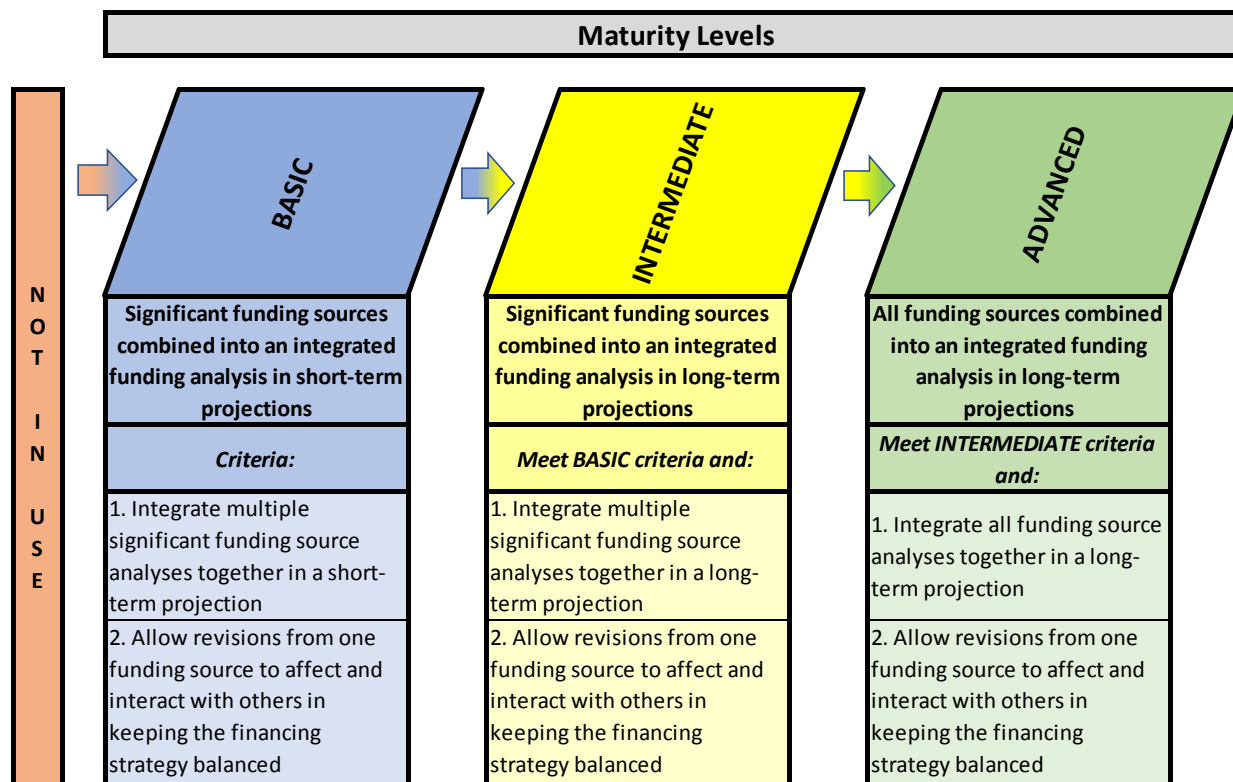 Maturity Levels
NOT IN USE
BASIC
INTERMEDIATE
ADVANCED
Significant funding sources
combined into an integrated
funding analysis in short-term
projections
Significant funding sources
combined into an integrated
funding analysis in long-term
projections
All funding sources combined
into an integrated funding
analysis in long-term
projections
Criteria:
Meet BASIC criteria and:
Meet INTERMEDIATE criteria
and:
1. Integrate multiple
significant funding source
analyses together in a short-
term projection
1. Integrate multiple
significant funding source
analyses together in a long-
term projection
1. Integrate all funding source
analyses together in a long-
term projection
2. Allow revisions from one
funding source to affect and
interact with others in
keeping the financing
strategy balanced
2. Allow revisions from one
funding source to affect and
interact with others in
keeping the financing
strategy balanced
2. Allow revisions from one
funding source to affect and
interact with others in
keeping the financing
strategy balanced